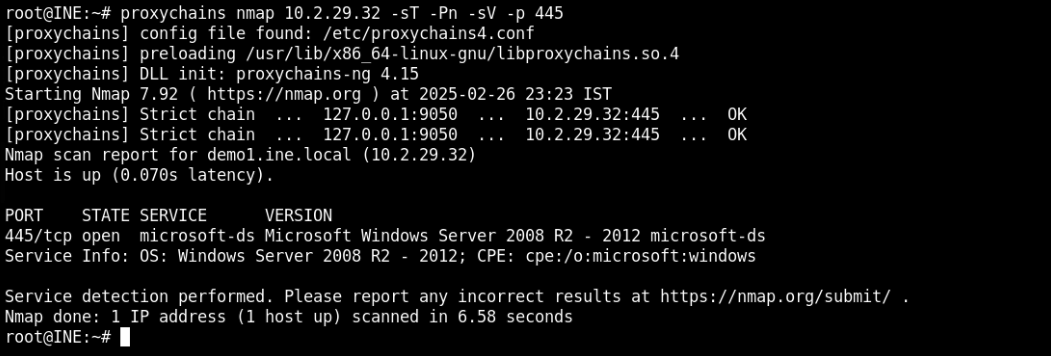 root@INE:~# proxychains nmap 10.2.29.32 -sT -Pn -sV -p 445
[proxychains] config file found: /etc/proxychains4.conf
[proxychains] preloading /usr/lib/x86_64-linux-gnu/libproxychains.so.4
[proxychains] DLL init: proxychains-ng 4.15
Starting Nmap 7.92 ( https://nmap.org ) at 2025-02-26 23:23 IST
[proxychains] Strict chain  ...  127.0.0.1:9050  ...  10.2.29.32:445  ...  OK
[proxychains] Strict chain  ...  127.0.0.1:9050  ...  10.2.29.32:445  ...  OK
Nmap scan report for demo1.ine.local (10.2.29.32)
Host is up (0.070s latency).

PORT    STATE SERVICE      VERSION
445/tcp open  microsoft-ds Microsoft Windows Server 2008 R2 - 2012 microsoft-ds
Service Info: OS: Windows Server 2008 R2 - 2012; CPE: cpe:/o:microsoft:windows

Service detection performed. Please report any incorrect results at https://nmap.org/submit/ .
Nmap done: 1 IP address (1 host up) scanned in 6.58 seconds
root@INE:~#